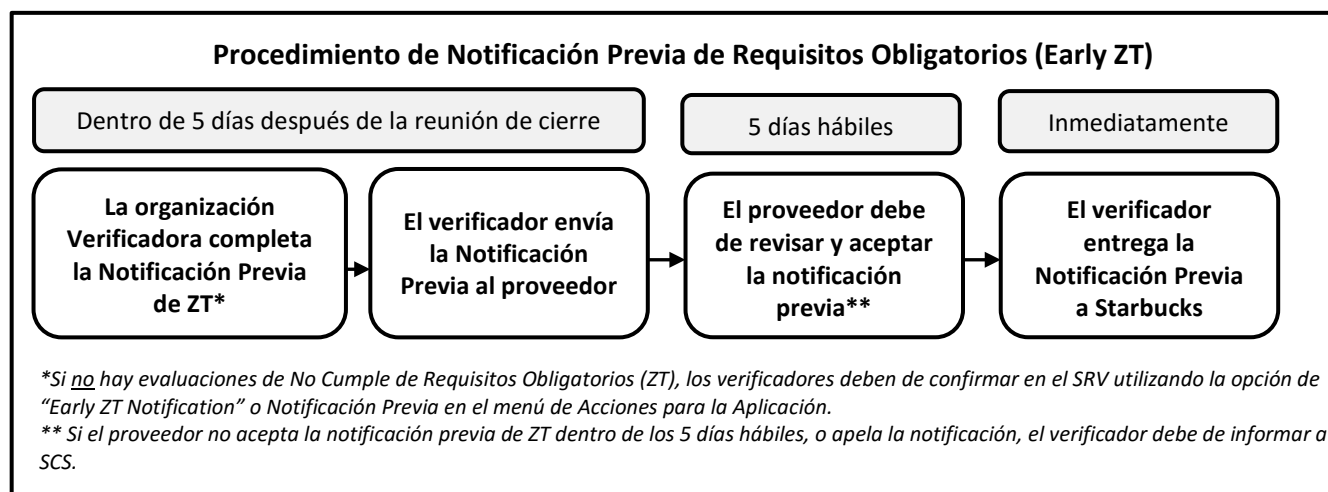 Procedimiento de Notificación Previa de Requisitos Obligatorios (Early ZT)
Dentro de 5 días después de la reunión de cierre
5 días hábiles
Inmediatamente
La organización
Verificadora completa
la Notificación Previa
de ZT*
El verificador envía
la Notificación
Previa al proveedor
El proveedor debe
de revisar y aceptar
la notificación
previa**
El verificador
entrega la
Notificación Previa
a Starbucks
*Si no hay evaluaciones de No Cumple de Requisitos Obligatorios (ZT), los verificadores deben de confirmar en el SRV utilizando la opción de
“Early ZT Notification” o Notificación Previa en el menú de Acciones para la Aplicación.
** Si el proveedor no acepta la notificación previa de ZT dentro de los 5 días hábiles, o apela la notificación, el verificador debe de informar a
SCS.